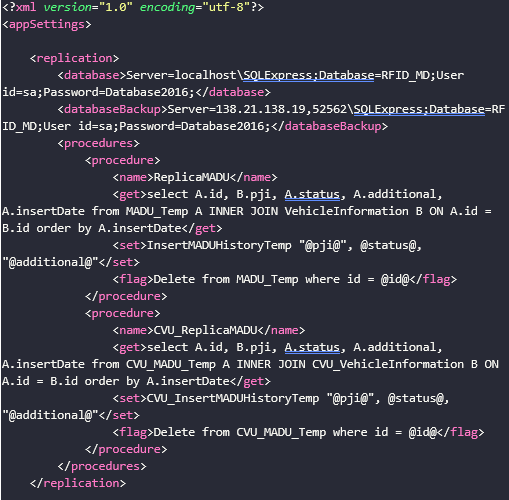 <?xml version="1.0" encoding="utf-8"?>
<appSettings>
<replication>
<database>Server=localhost\SQLExpress;Database=RFID_MD;User
id=sa;Password=Database2016;</database>
<databaseBackup>Server=138.21.138.19,52562\SQLExpress;Database=RF
ID_MD;User id=sa;Password=Database2016;</databaseBackup>
<procedures>
<procedure>
<name>ReplicaMADU</name>
<get>select A.id, B.pji, A.status, A.additional,
A.insertDate from MADU_Temp A INNER JOIN VehicleInformation B ON A.id =
B.id order by A.insertDate</get>
<set>InsertMADUHistoryTemp "@pji@", @status@,
"@additional@"</set>
<flag>Delete from MADU_Temp where id = @id@</flag>
</procedure>
<procedure>
<name>CVU_ReplicaMADU</name>
<get>select A.id, B.pji, A.status, A.additional,
A.insertDate from CVU_MADU_Temp A INNER JOIN CVU_VehicleInformation B ON
A.id = B.id order by A.insertDate</get>
<set>CVU_InsertMADUHistoryTemp "@pji@", @status@,
"@additional@"</set>
<flag>Delete from CVU_MADU_Temp where id = @id@</flag>
</procedure>
</procedures>
</replication>